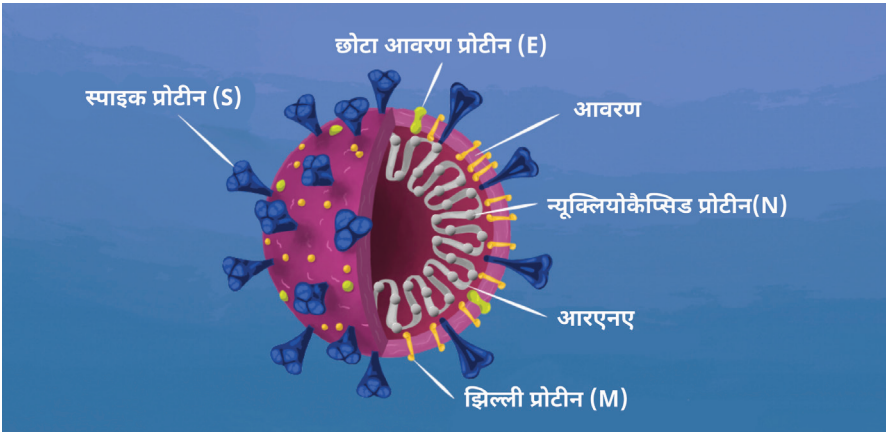 छोटा आवरण प्रोटीन (E)
स्पाइक प्रोटीन (S)
आवरण
न्यूक्लियोकैप्सिड प्रोटीन(N)
आरएनए
झिल्ली प्रोटीन (M)